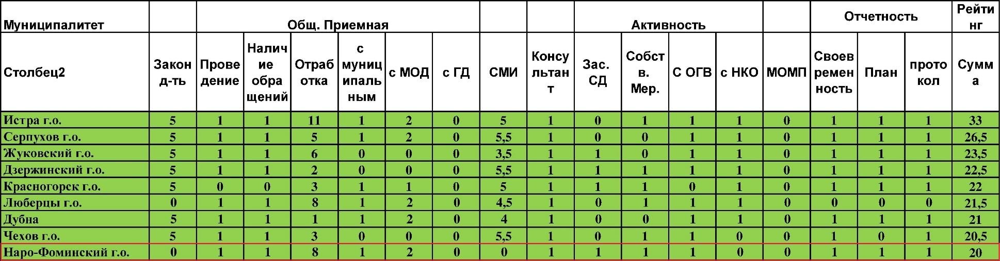 Муниципалитет Общ. Приемная Активность Отчетность Рейти
нг
Столбец2 Закон
д-ть Прове
дение Налич
ие
обра
щений Отраб
отка с
муниц
ипаль
ным с МОД с ГД СМИ Консу
льтан
т Зас.
СД Собст
в.
Мер. С ОГВ с НКО МОМП Своев
ремен
ность План прото
кол Сумм
а
Истра г.о. 5 1 1 11 1 2 0 5 1 0 1 1 1 0 1 1 1 33
Серпухов г.о. 5 1 1 5 1 2 0 5,5 1 0 0 1 1 0 1 1 1 26,5
Жуковский г.о. 5 1 1 6 0 0 0 3,5 1 1 0 1 1 0 1 1 1 23,5
Дзержинский г.о. 5 1 1 2 0 0 0 5,5 1 1 1 1 1 0 1 1 1 22,5
Красногорск г.о. 5 0 0 3 1 1 0 5 1 1 1 0 1 0 1 1 1 22
Люберцы г.о. 0 1 1 8 1 2 0 4,5 1 0 1 1 1 0 0 0 0 21,5
Дубна 5 1 1 1 1 2 0 4 1 0 0 1 1 0 1 1 1 21
Чехов г.о. 5 1 1 3 0 0 0 5,5 1 0 1 1 0 0 1 0 1 20,5
Наро-Фоминский г.о. 0 1 1 8 1 2 0 0 1 1 1 1 0 0 1 1 1 20